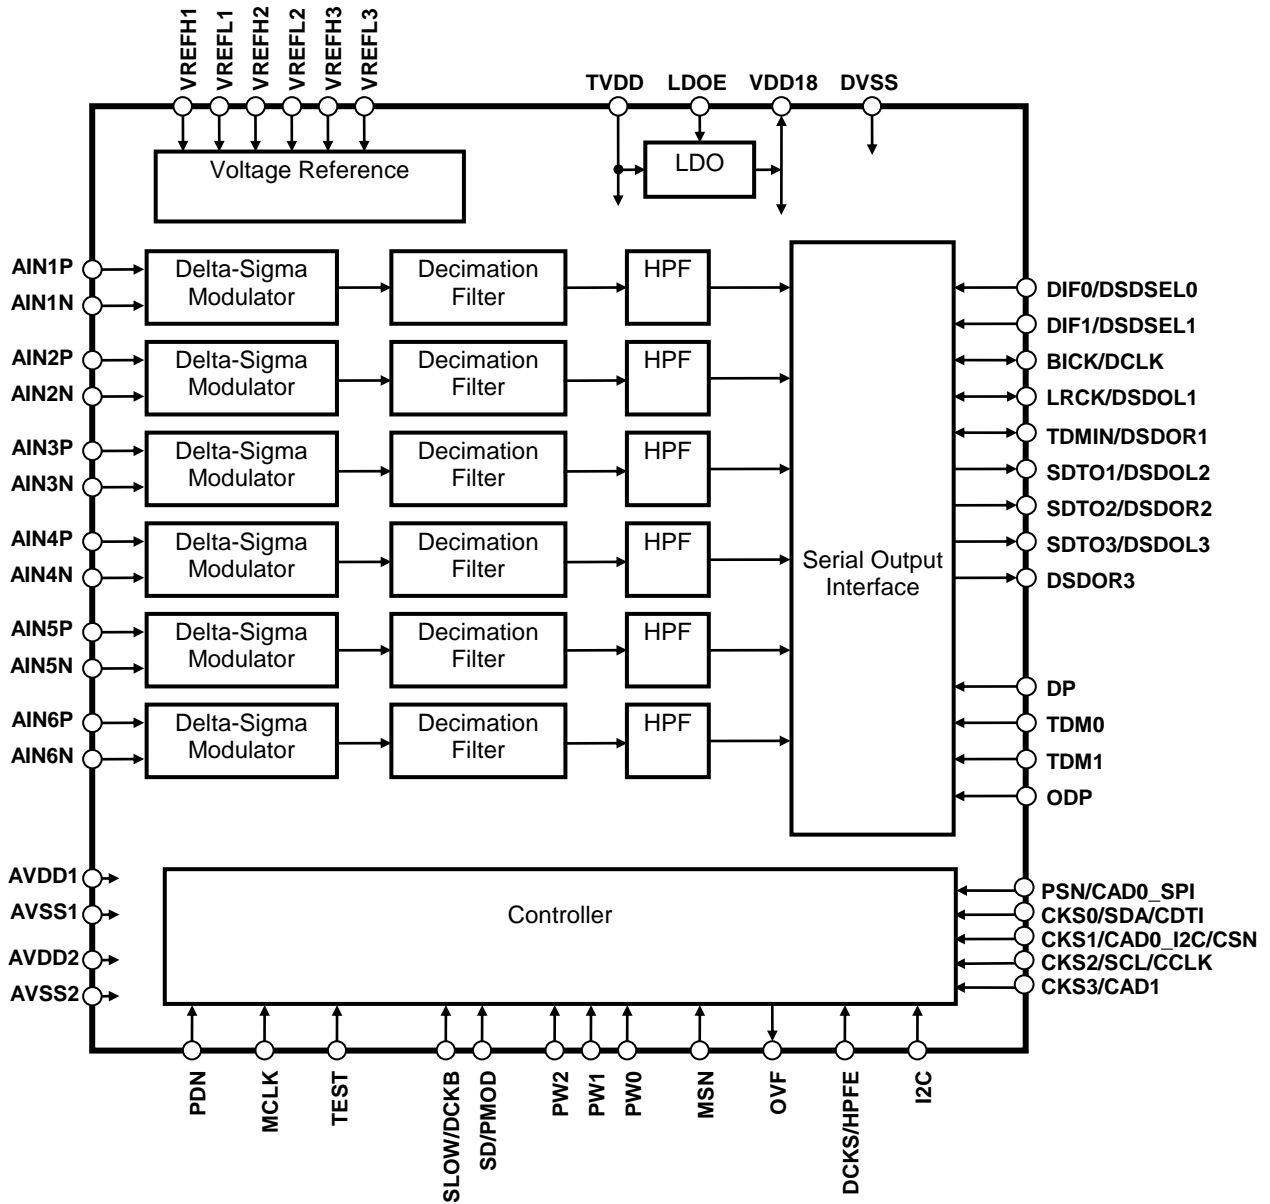 VREFH1
VREFL1
VREFH2
VREFL2
VREFH3
VREFL3
TVDD
LDOE
VDD18
DVSS
Voltage Reference
LDO
AIN1P
AIN1N
Delta-Sigma
Modulator
Decimation
Filter
HPF
AIN2P
AIN2N
Delta-Sigma
Modulator
Decimation
Filter
HPF
AIN3P
AIN3N
Delta-Sigma
Modulator
Decimation
Filter
HPF
AIN4P
AIN4N
Delta-Sigma
Modulator
Decimation
Filter
HPF
AIN5P
AIN5N
Delta-Sigma
Modulator
Decimation
Filter
HPF
AIN6P
AIN6N
Delta-Sigma
Modulator
Decimation
Filter
HPF
Serial Output
Interface
DIF0/DSDSEL0
DIF1/DSDSEL1
BICK/DCLK
LRCK/DSDOL1
TDMIN/DSDOR1
SDTO1/DSDOL2
SDTO2/DSDOR2
SDTO3/DSDOL3
DSDOR3
DP
TDM0
TDM1
ODP
AVDD1
AVSS1
AVDD2
AVSS2
Controller
PSN/CAD0_SPI
CKS0/SDA/CDTI
CKS1/CAD0_I2C/CSN
CKS2/SCL/CCLK
CKS3/CAD1
PDN
MCLK
TEST
SLOW/DCKB
SD/PMOD
PW2
PW1
PW0
MSN
OVF
DCKS/HPFE
I2C